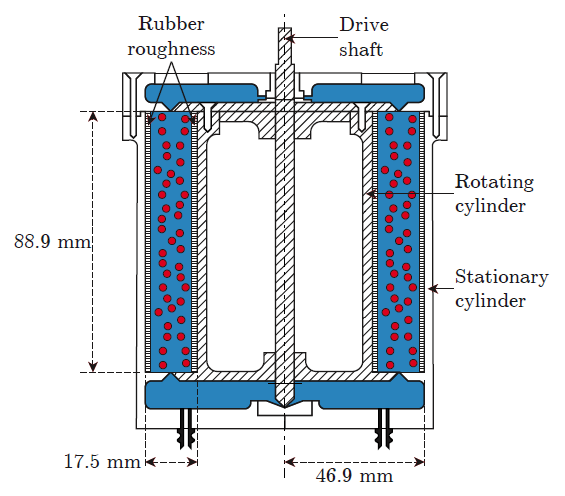 Rubber
roughness
Drive
shaft
Rotating
cylinder
88.9 mm
Stationary
cylinder
17.5 mm
46.9 mm